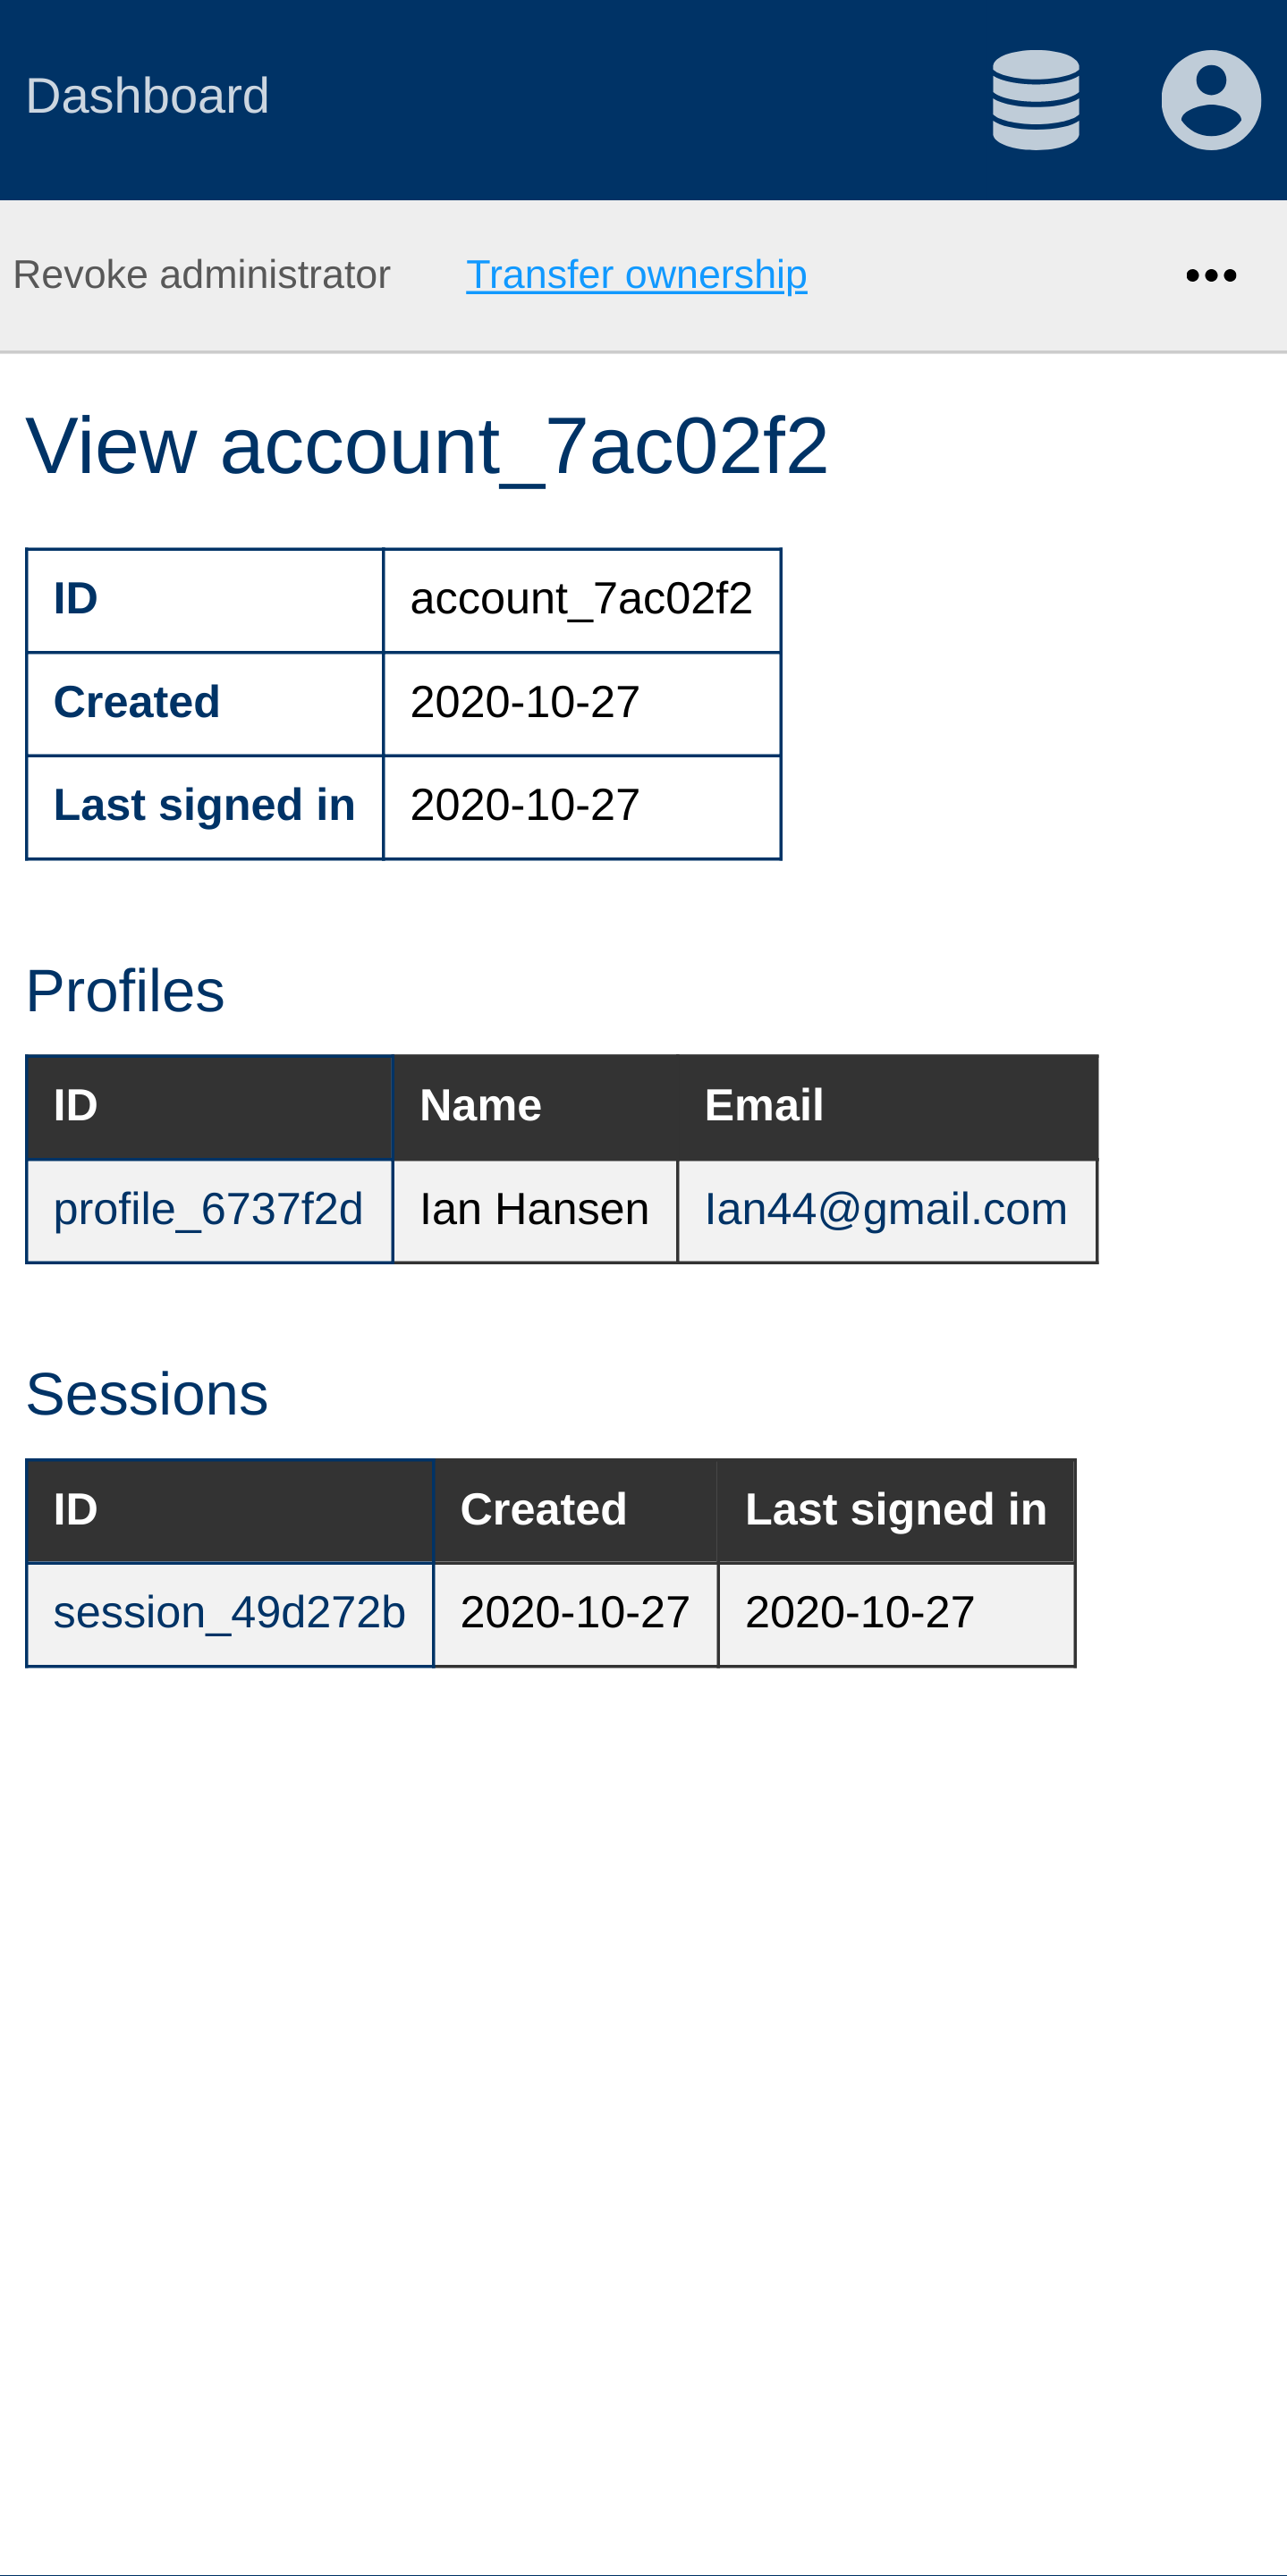 Dashboard
Revoke administrator Transfer ownership •••
View account_7ac02f2
ID account_7ac02f2
Created 2020-10-27
Last signed in 2020-10-27
Profiles
ID Name Email
profile_6737f2d Ian Hansen Ian44@gmail.com
Sessions
ID Created Last signed in
session_49d272b 2020-10-27 2020-10-27